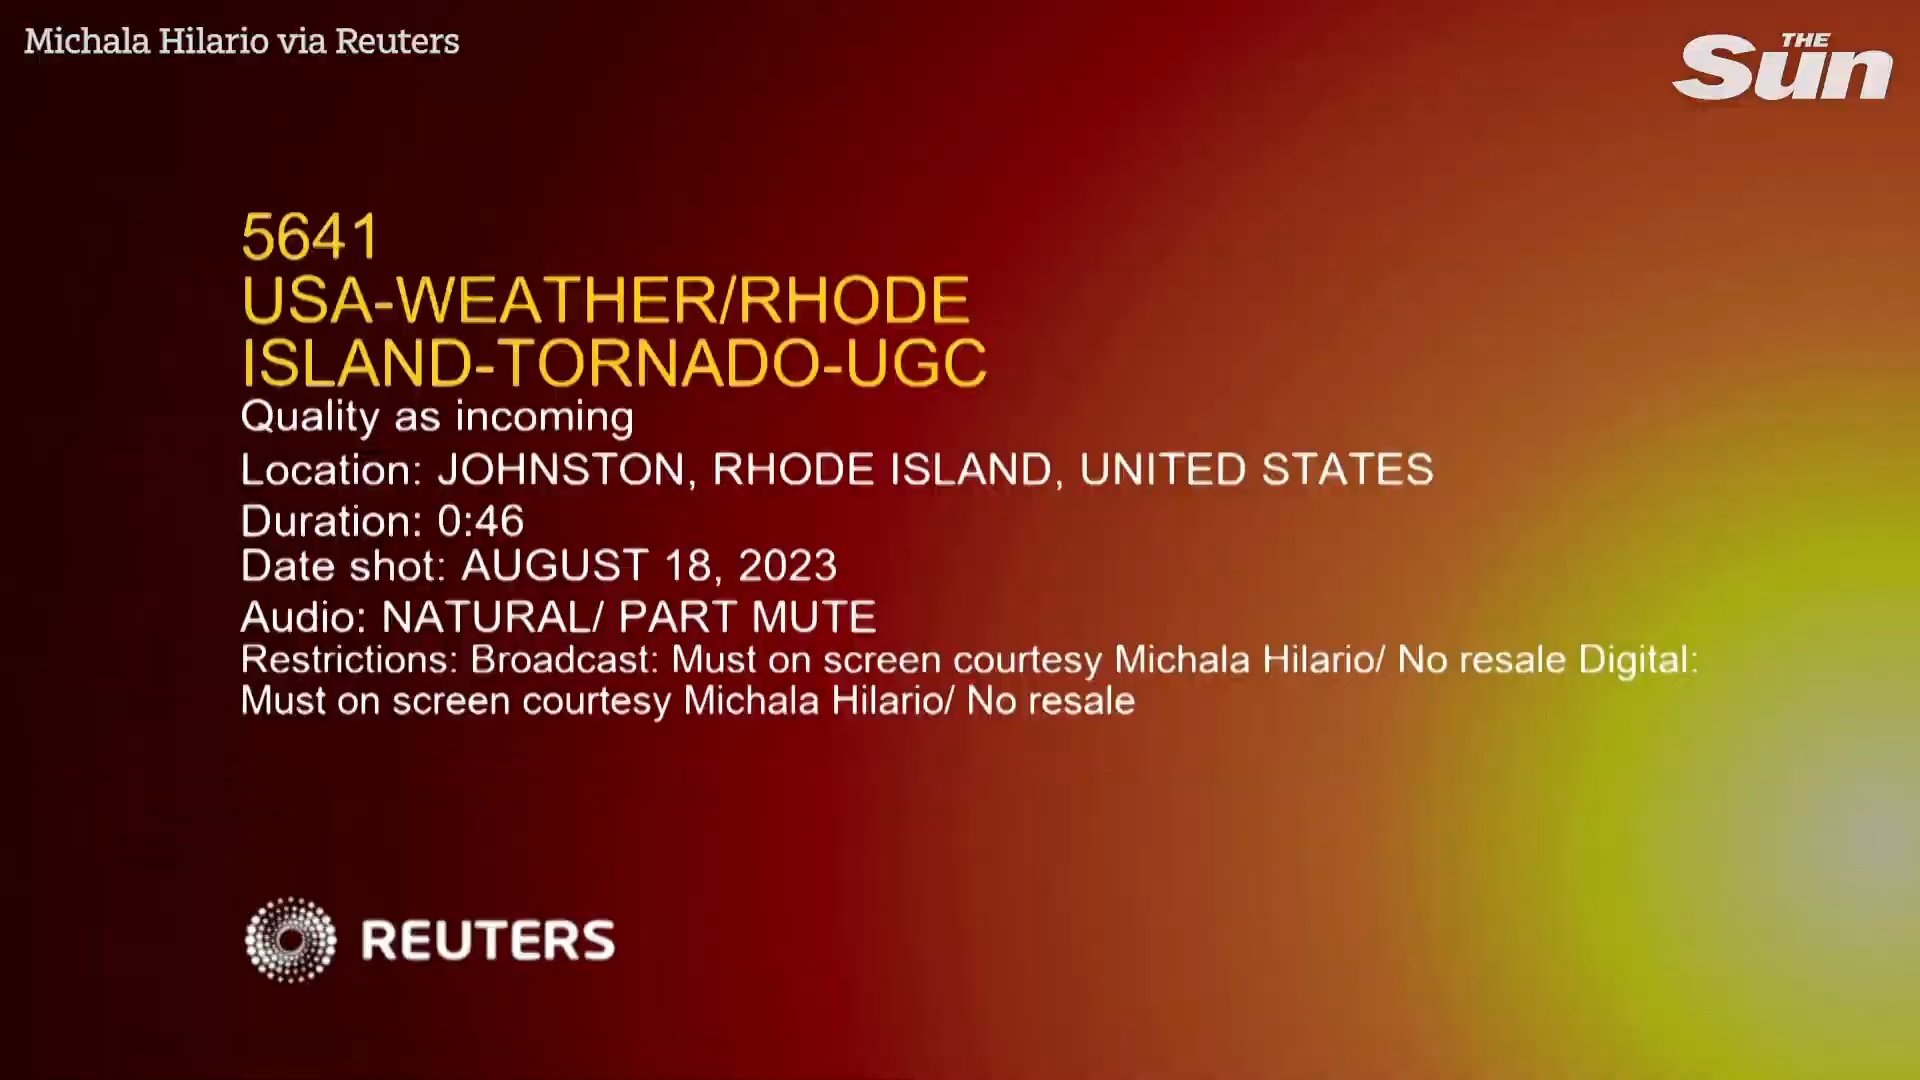 Michala Hilario via Reuters
THE
Sun
5641
USA-WEATHER/RHODE
ISLAND-TORNADO-UGC
Quality as incoming
Location: JOHNSTON, RHODE ISLAND, UNITED STATES
Duration: 0:46
Date shot: AUGUST 18, 2023
Audio: NATURAL/ PART MUTE
Restrictions: Broadcast: Must on screen courtesy Michala Hilario/ No resale Digital:
Must on screen courtesy Michala Hilario/ No resale
REUTERS